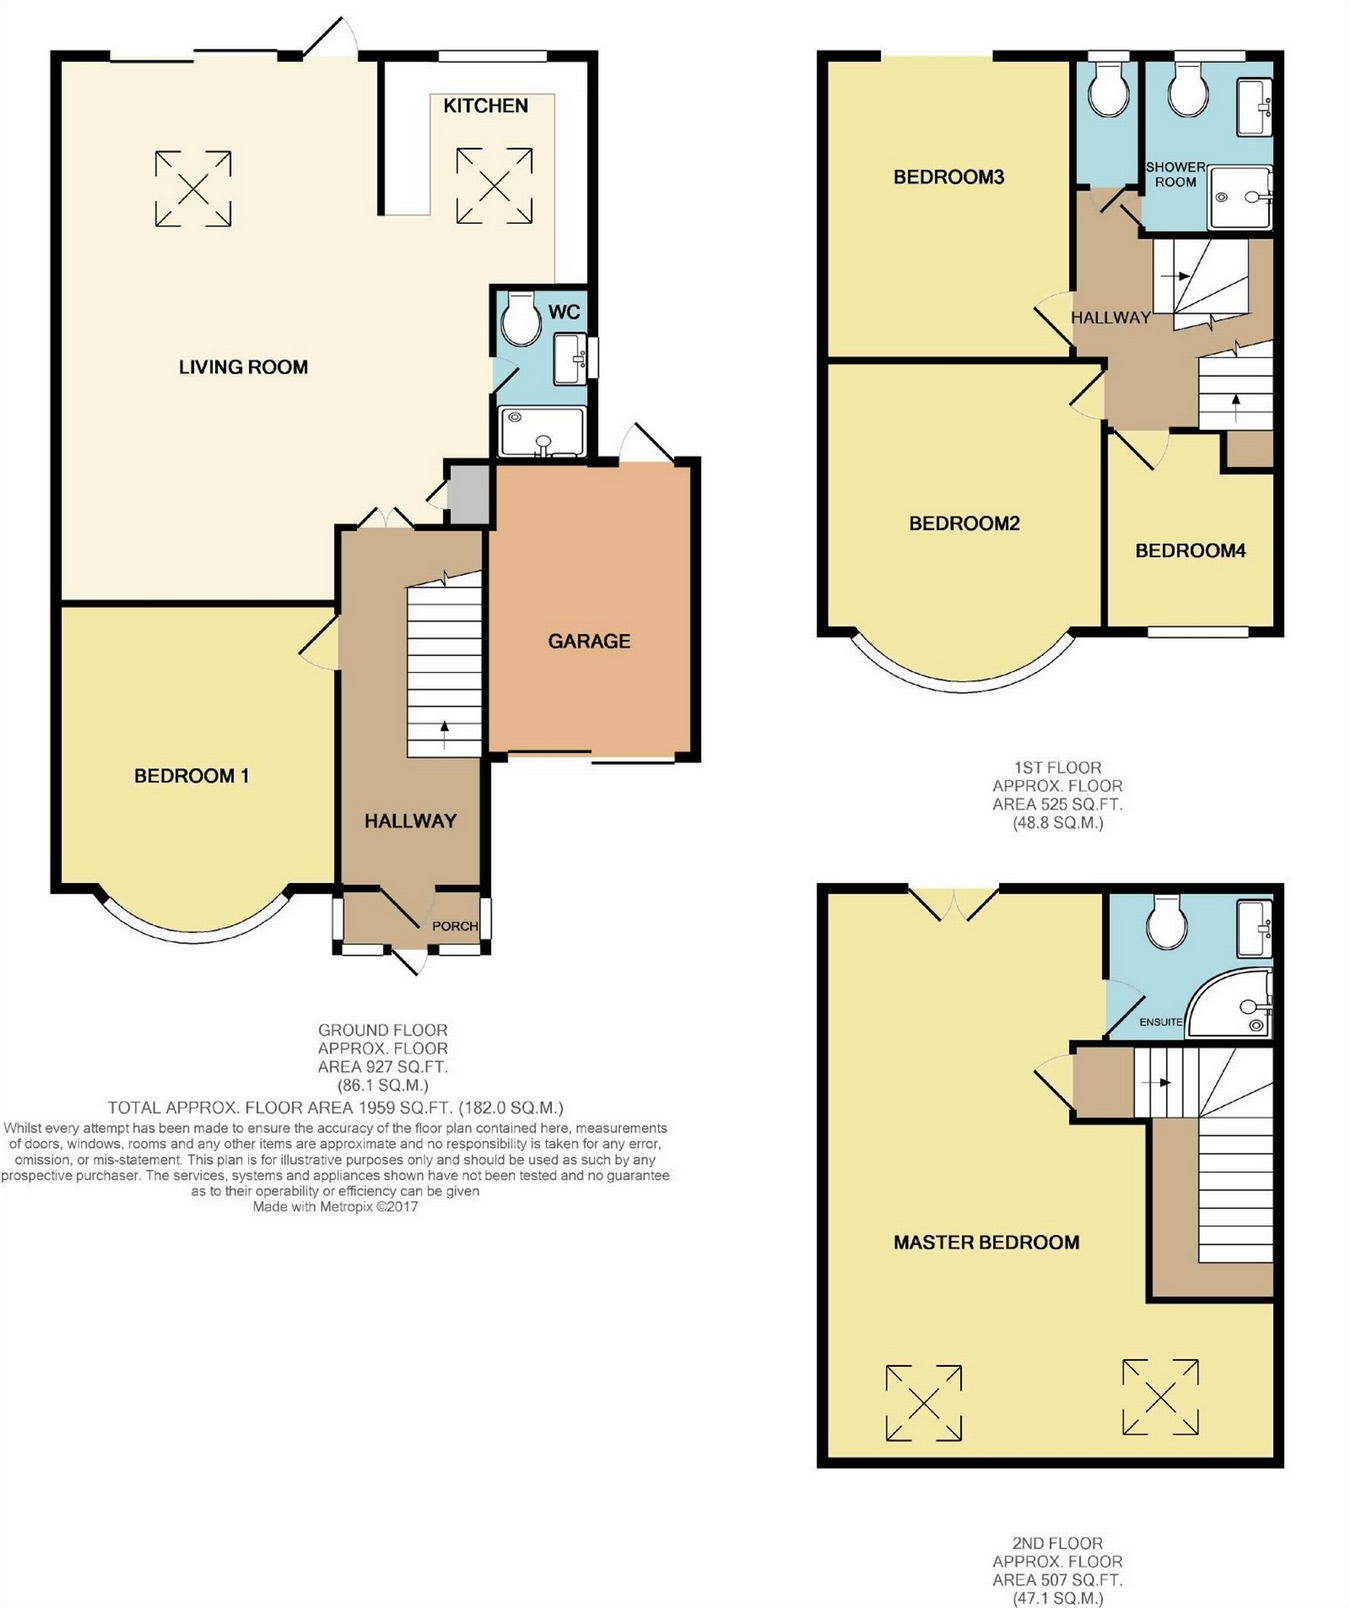 KITCHEN
WC
LIVING ROOM
GARAGE
BEDROOM 1
HALLWAY
PORCH
GROUND FLOOR
APPROX. FLOOR
AREA 927 SQ.FT.
(86.1 SQ.M.)
TOTAL APPROX. FLOOR AREA 1959 SQ.FT. (182.0 SQ.M.)
Whilst every attempt has been made to ensure the accuracy of the floor plan contained here, measurements
of doors, windows, rooms and any other items are approximate and no responsibility is taken for any error,
omission, or mis-statement. This plan is for illustrative purposes only and should be used as such by any
prospective purchaser. The services, systems and appliances shown have not been tested and no guarantee
as to their operability or efficiency can be given
Made with Metropix ©2017
BEDROOM3
SHOWER
ROOM
HALLWAY
BEDROOM2
BEDROOM4
1ST FLOOR
APPROX. FLOOR
AREA 525 SQ.FT.
(48.8 SQ.M.)
ENSUITE
MASTER BEDROOM
2ND FLOOR
APPROX. FLOOR
AREA 507 SQ.FT.
(47.1 SQ.M.)